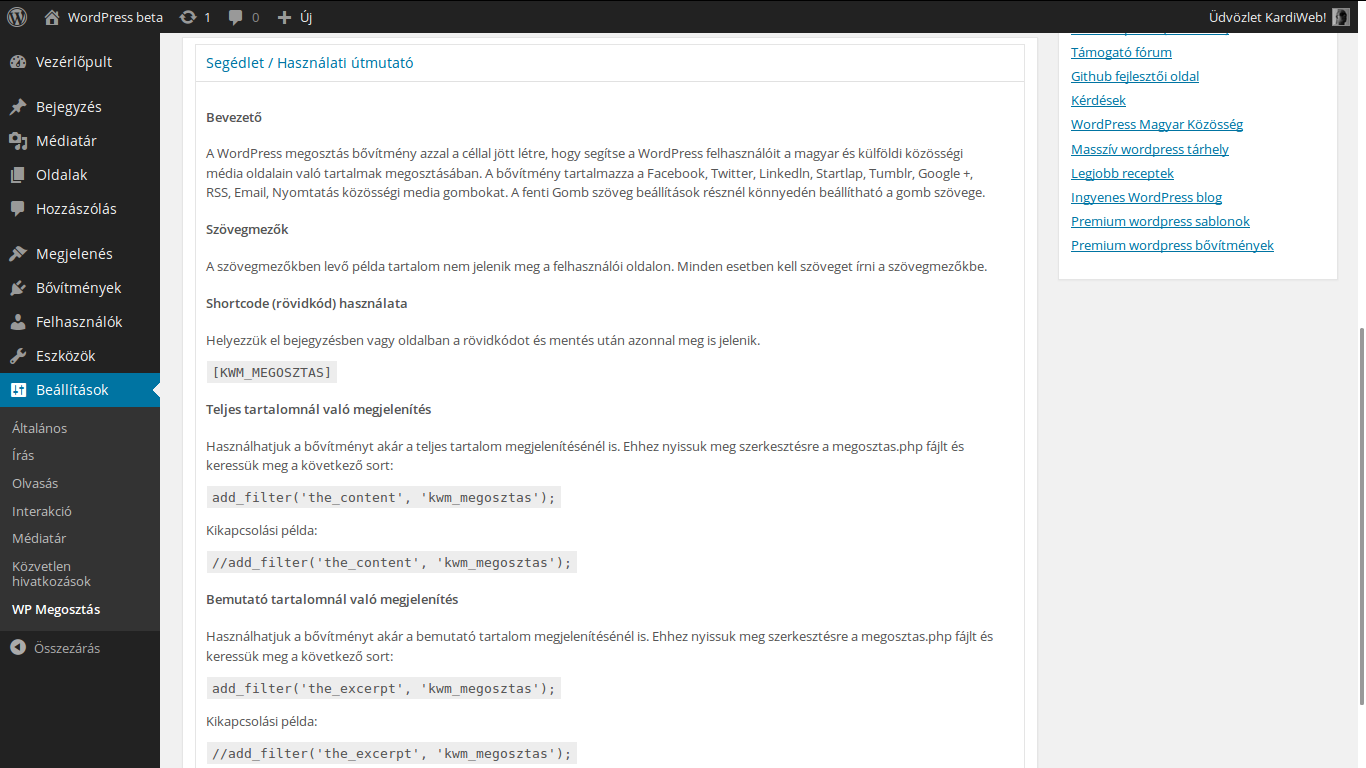 WordPress beta
1
0
Új
Üdvözlet KardiWeb!
Vezérlőpult
Bejegyzés
Médiatár
Oldalak
Hozzászólás
Megjelenés
Bővítmények
Felhasználók
Eszközök
Beállítások
Általános
Írás
Olvasás
Interakció
Médiatár
Közvetlen
hivatkozások
WP Megosztás
Összezárás
Segédlet / Használati útmutató
Bevezető
A WordPress megosztás bővítmény azzal a céllal jött létre, hogy segítse a WordPress felhasználóit a magyar és külföldi közösségi
média oldalain való tartalmak megosztásában. A bővítmény tartalmazza a Facebook, Twitter, LinkedIn, Startlap, Tumblr, Google +,
RSS, Email, Nyomtatás közösségi media gombokat. A fenti Gomb szöveg beállítások résznél könnyedén beállítható a gomb szövege.
Szövegmezők
A szövegmezőkben levő példa tartalom nem jelenik meg a felhasználói oldalon. Minden esetben kell szöveget írni a szövegmezőkbe.
Shortcode (rövidkód) használata
Helyezzük el bejegyzésben vagy oldalban a rövidkódot és mentés után azonnal meg is jelenik.
[KWM_MEGOSZTAS]
Teljes tartalomnál való megjelenítés
Használhatjuk a bővítményt akár a teljes tartalom megjelenítésénél is. Ehhez nyissuk meg szerkesztésre a megosztas.php fájlt és
keressük meg a következő sort:
add_filter('the_content', 'kwm_megosztas');
Kikapcsolási példa:
//add_filter('the_content', 'kwm_megosztas');
Bemutató tartalomnál való megjelenítés
Használhatjuk a bővítményt akár a bemutató tartalom megjelenítésénél is. Ehhez nyissuk meg szerkesztésre a megosztas.php fájlt és
keressük meg a következő sort:
add_filter('the_excerpt', 'kwm_megosztas');
Kikapcsolási példa:
//add_filter('the_excerpt', 'kwm_megosztas');
Támogató fórum
Github fejlesztői oldal
Kérdések
WordPress Magyar Közösség
Masszív wordpress tárhely
Legjobb receptek
Ingyenes WordPress blog
Premium wordpress sablonok
Premium wordpress bővítmények